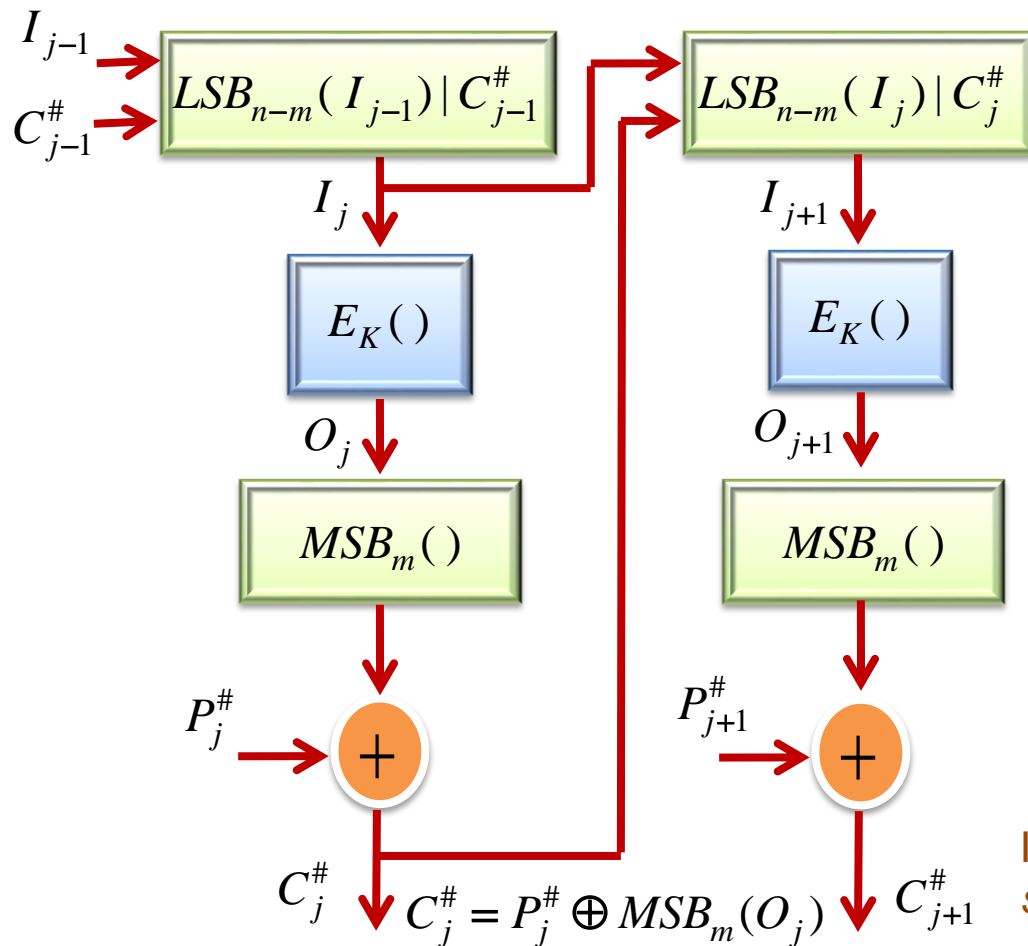 I_{j-1}
C^#_{j-1}
LSB_{n-m}(I_{j-1}) | C^#_{j-1}
LSB_{n-m}(I_j) | C^#_j
I_j
I_{j+1}
E_K( )
E_K( )
O_j
O_{j+1}
MSB_m( )
MSB_m( )
P^#_j
+
P^#_{j+1}
+
C^#_j
C^#_j = P^#_j ⊕ MSB_m(O_j)
C^#_{j+1}